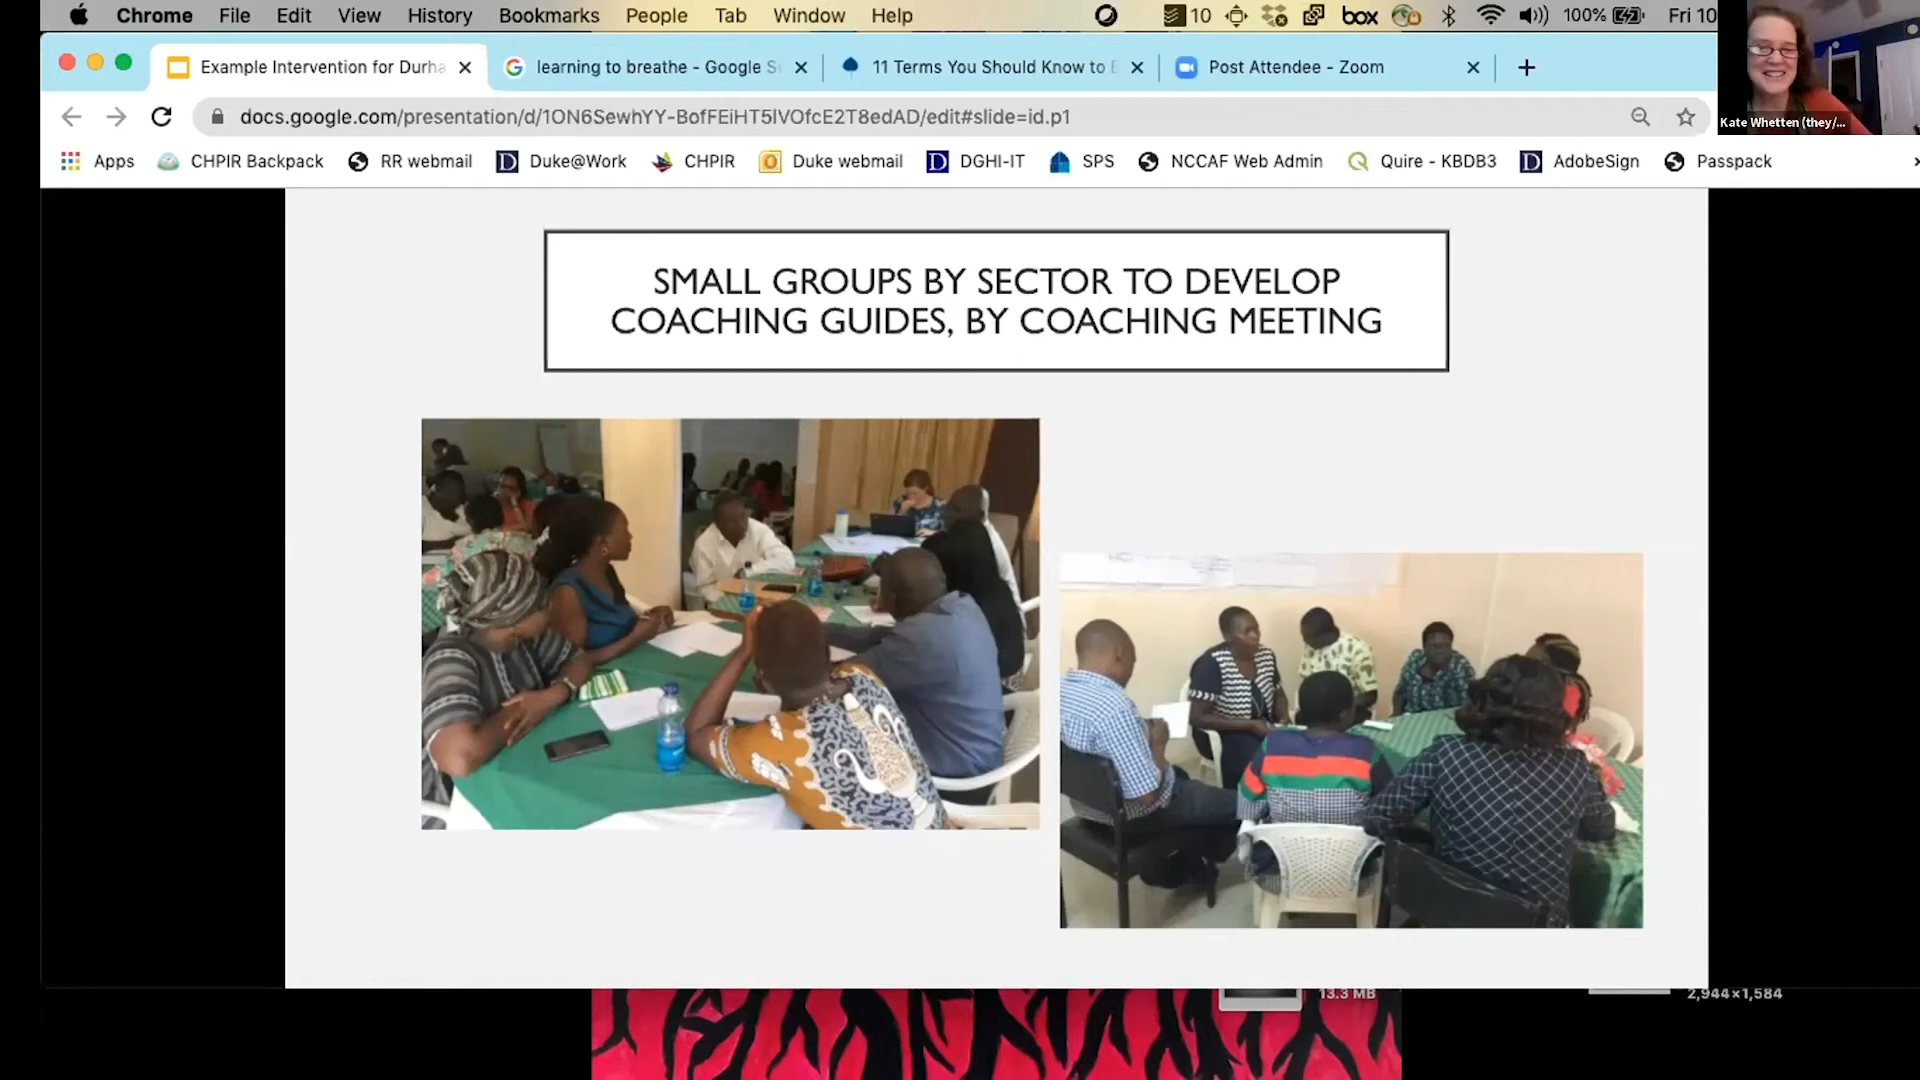 Chrome File Edit View History Bookmarks People Tab Window Help 10 box 100% Fri 10
Example Intervention for Durha
learning to breathe - Google S
11 Terms You Should Know to
Post Attendee - Zoom
Kate Whetten (they/...
docs.google.com/presentation/d/1ON6SewhYY-BofFEiHT5lVOfcE2T8edAD/edit#slide=id.p1
Apps CHPIR Backpack RR webmail Duke@Work CHPIR Duke webmail DGHI-IT SPS NCCAF Web Admin Quire - KBDB3 AdobeSign Passpack
SMALL GROUPS BY SECTOR TO DEVELOP
COACHING GUIDES, BY COACHING MEETING
13.3 MB
2,944×1,584